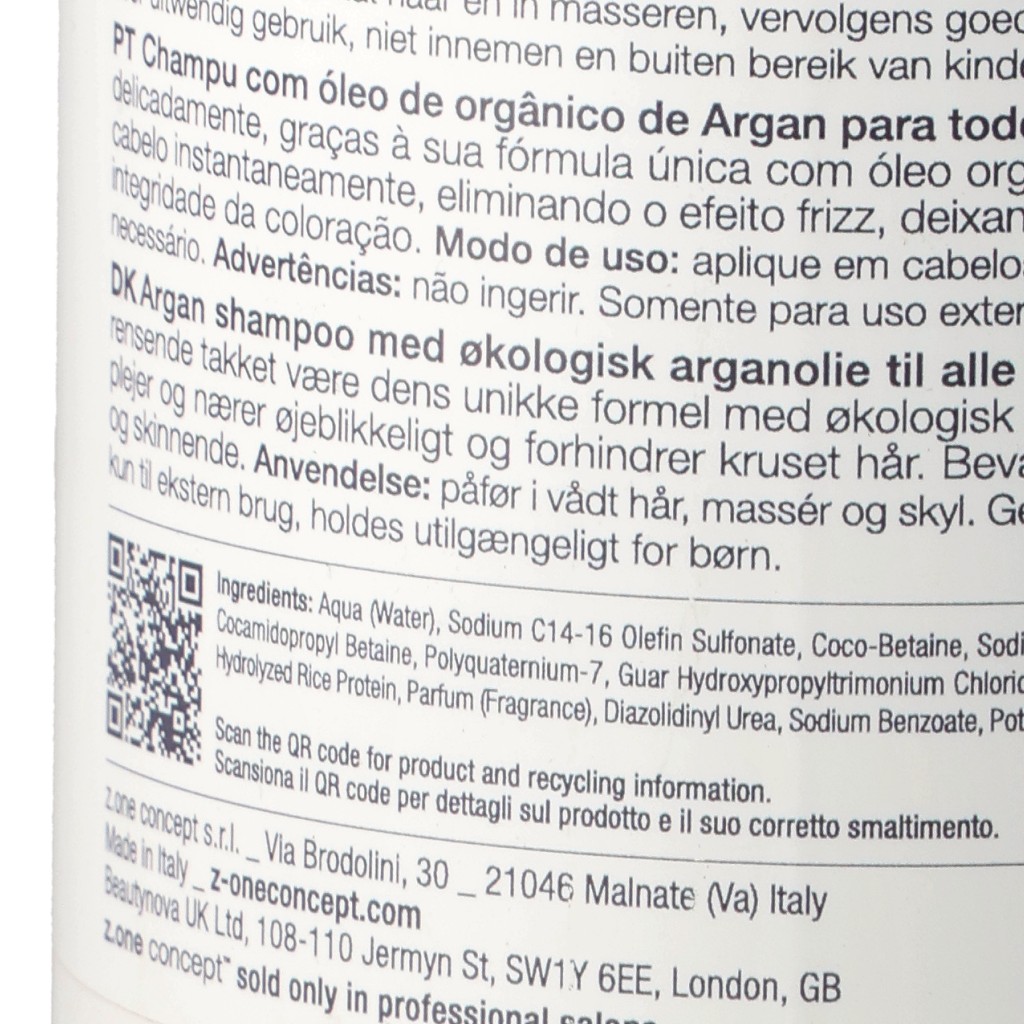 en in masseren, vervolgens goed
uitwendig gebruik, niet innemen en buiten bereik van kinde
PT Champu com óleo de orgânico de Argan para tod
delicadamente, graças à sua fórmula única com óleo org
cabelo instantaneamente, eliminando o efeito frizz, deixan
integridade da coloração. Modo de uso: aplique em cabelo
necessário. Advertências: não ingerir. Somente para uso exter
DK Argan shampoo med økologisk arganolie til alle
rensende takket være dens unikke formel med økologisk
plejer og nærer øjeblikkeligt og forhindrer kruset hår. Beva
og skinnende. Anvendelse: påfør i vådt hår, massér og skyl. Ge
kun til ekstern brug, holdes utilgængeligt for børn.
Ingredients: Aqua (Water), Sodium C14-16 Olefin Sulfonate, Coco-Betaine, Sodi
Cocamidopropyl Betaine, Polyquaternium-7, Guar Hydroxypropyltrimonium Chlorid
Hydrolyzed Rice Protein, Parfum (Fragrance), Diazolidinyl Urea, Sodium Benzoate, Pot
Scan the QR code for product and recycling information.
Scansiona il QR code per dettagli sul prodotto e il suo corretto smaltimento.
z.one concept s.r.l. _ Via Brodolini, 30 _ 21046 Malnate (Va) Italy
Made in Italy _ z-oneconcept.com
Beautynova UK Ltd, 108-110 Jermyn St, SW1Y 6EE, London, GB
z.one concept™ sold only in professional salons